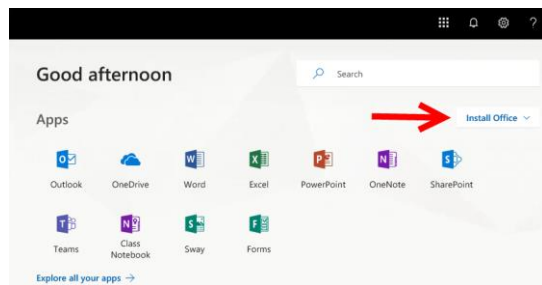 ?
Good afternoon
Search
Apps
Install Office
Outlook OneDrive Word Excel PowerPoint OneNote SharePoint
Teams Class Notebook Sway Forms
Explore all your apps →